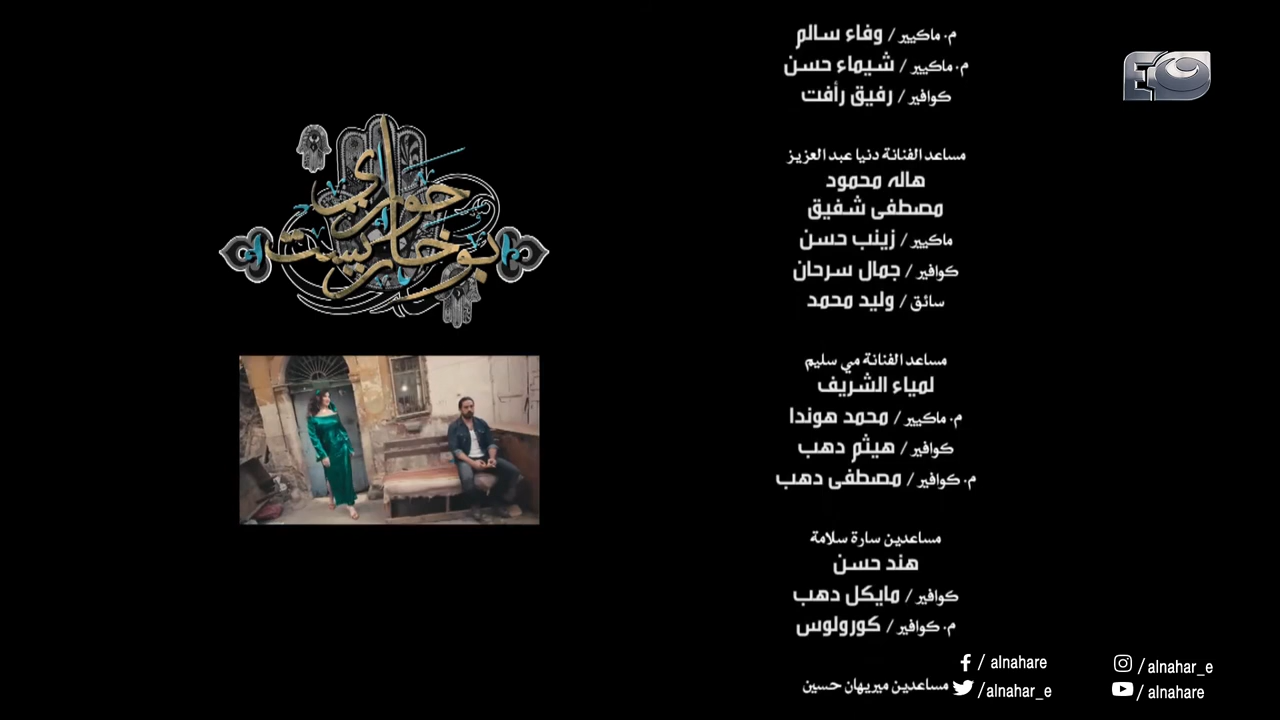 م. ماكيير / وفاء سالم
م. ماكيير / شيماء حسن
كوافير / رفيق رأفت
مساعد الفنانة دنيا عبد العزيز
هاله محمود
مصطفى شفيق
ماكيير / زينب حسن
كوافير / جمال سرحان
سائق / وليد محمد
مساعد الفنانة مي سليم
لمياء الشريف
م. ماكيير / محمد هوندا
كوافير / هيثم دهب
م. كوافير / مصطفى دهب
مساعدين سارة سلامة
هند حسن
كوافير / مايكل دهب
م. كوافير / كورولوس
مساعدين ميريهان حسين
حواري
بوخارست
/ alnahare
/alnahar_e
/ alnahar_e
/ alnahare